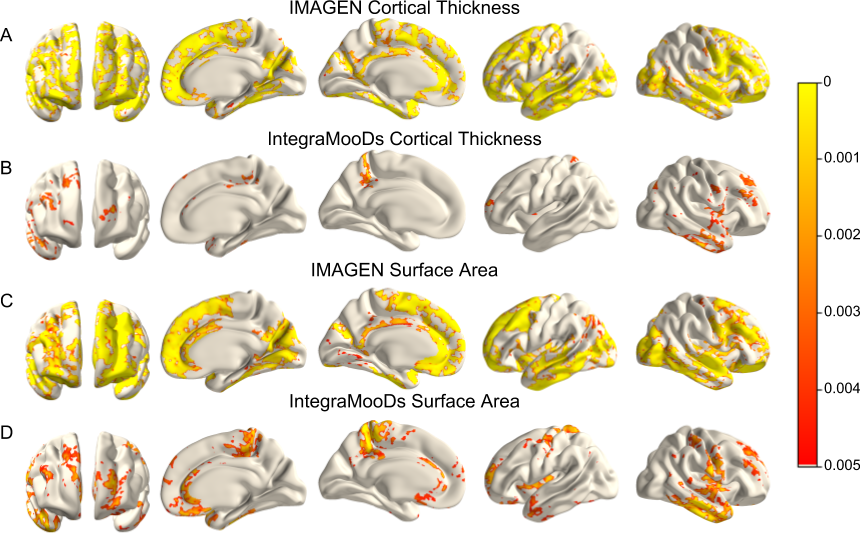 IMAGEN Cortical Thickness
A
IntegraMooDs Cortical Thickness
B
IMAGEN Surface Area
C
IntegraMooDs Surface Area
D
0
0.001
0.002
0.003
0.004
0.005